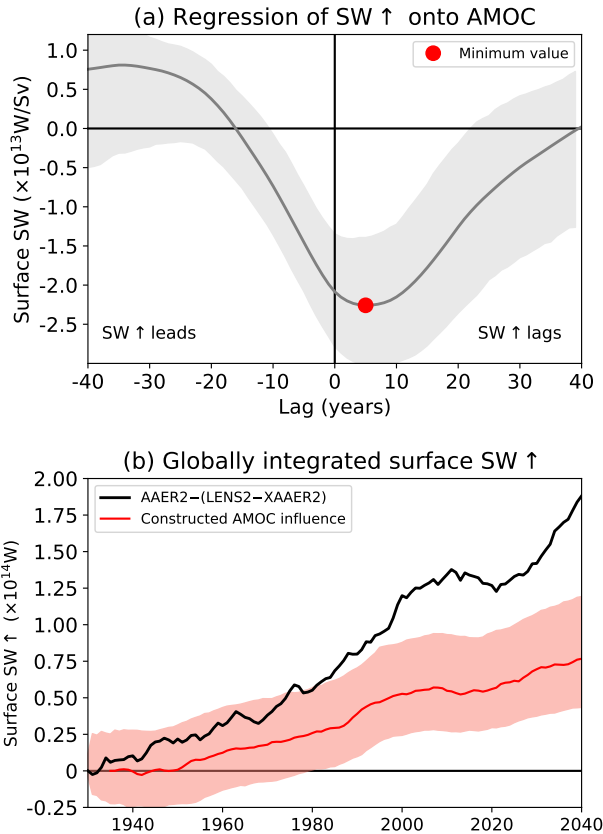 (a) Regression of SW ↑ onto AMOC
Surface SW (×10¹³W/Sv)
1.0
0.5
0.0
-0.5
-1.0
-1.5
-2.0
-2.5
Minimum value
SW ↑ leads
SW ↑ lags
-40 -30 -20 -10 0 10 20 30 40
Lag (years)
(b) Globally integrated surface SW ↑
Surface SW ↑ (×10¹⁴W)
2.00
1.75
1.50
1.25
1.00
0.75
0.50
0.25
0
-0.25
AAER2−(LENS2−XAAER2)
Constructed AMOC influence
1940 1960 1980 2000 2020 2040